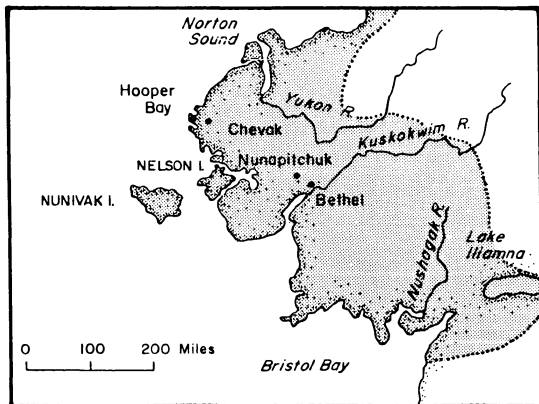 Norton
Sound
Hooper
Bay
Yukon R.
Chevak
Kuskokwim R.
NELSON I.
Nunapitchuk
NUNIVAK I.
Bethel
Nushagak R.
Lake
Illamna
0 100 200 Miles
Bristol Bay